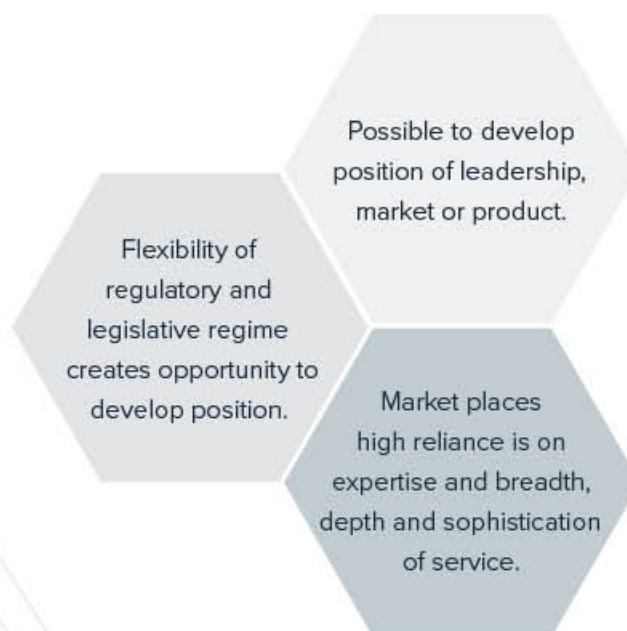 Possible to develop
position of leadership,
market or product.
Flexibility of
regulatory and
legislative regime
creates opportunity to
develop position.
Market places
high reliance is on
expertise and breadth,
depth and sophistication
of service.